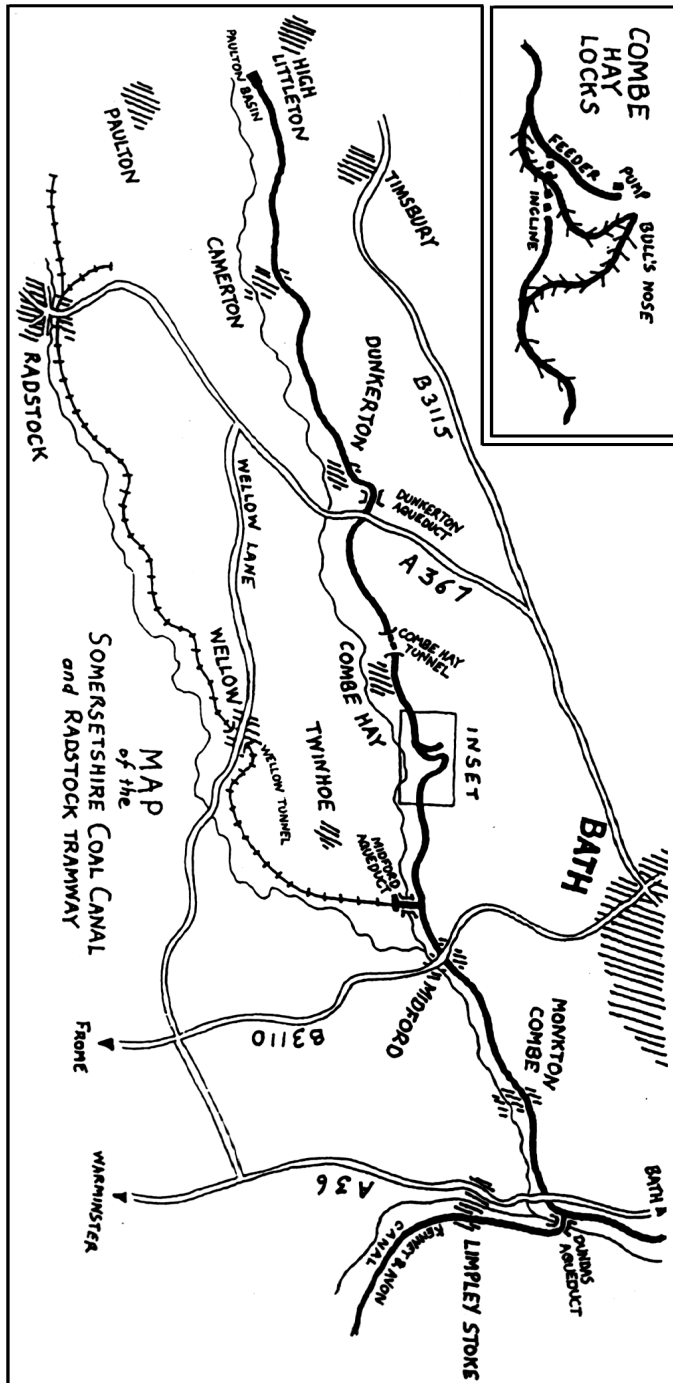 COMBE
HAY
LOCKS
FEEDER
PUMP
BULL'S NOSE
INCLINE
HIGH
LITTLETON
PAULTON BASIN
PAULTON
TIMSBURY
CAMERTON
RADSTOCK
DUNKERTON
B3115
DUNKERTON
AQUEDUCT
A367
WELLOW LANE
WELLOW
WELLOW TUNNEL
COMBE HAY
TUNNEL
COMBE HAY
TWINHOE
INSET
MIDFORD
AQUEDUCT
BATH
MIDFORD
MONKTON
COMBE
B3110
FROME
A36
WARMINSTER
BATH
DUNDAS
AQUEDUCT
LIMPLEY STOKE
KENNET & AVON
CANAL
MAP
of the
SOMERSETSHIRE COAL CANAL
and RADSTOCK TRAMWAY